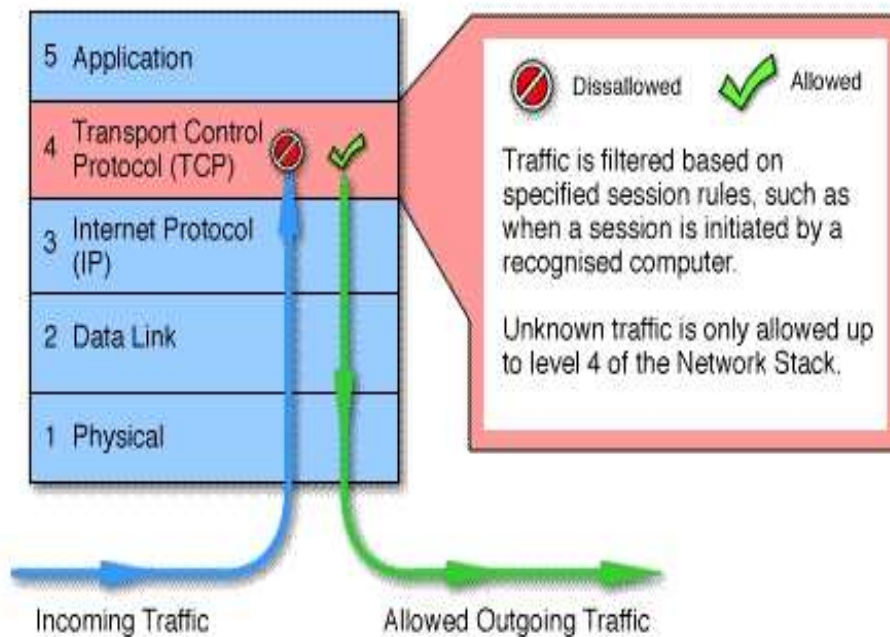 5 Application
4 Transport Control
Protocol (TCP)
3 Internet Protocol
(IP)
2 Data Link
1 Physical
Incoming Traffic
Allowed Outgoing Traffic
Dissallowed
Allowed
Traffic is filtered based on
specified session rules, such as
when a session is initiated by a
recognised computer.
Unknown traffic is only allowed up
to level 4 of the Network Stack.